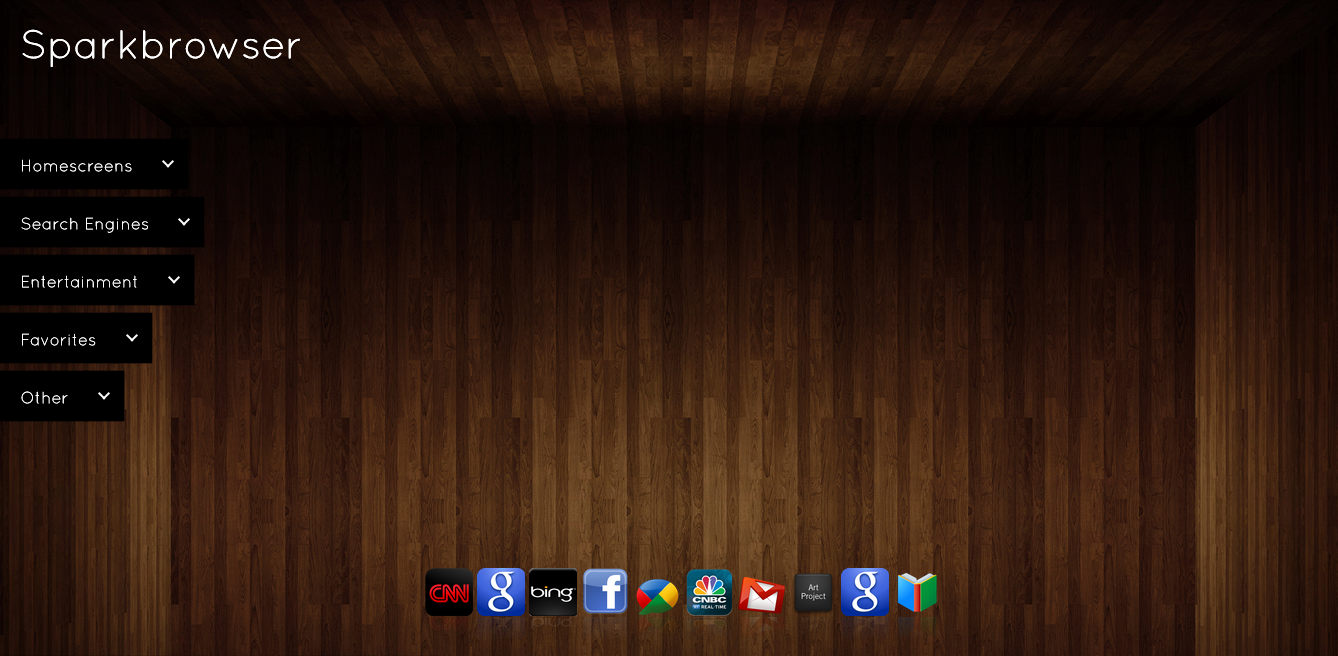 Sparkbrowser
Homescreens
Search Engines
Entertainment
Favorites
Other
CNN
g
bing
f
CNBC
REAL-TIME
M
Art
Project
g